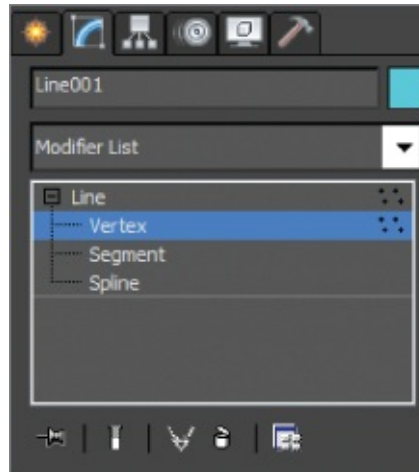 Line001
Modifier List
Line
Vertex
Segment
Spline